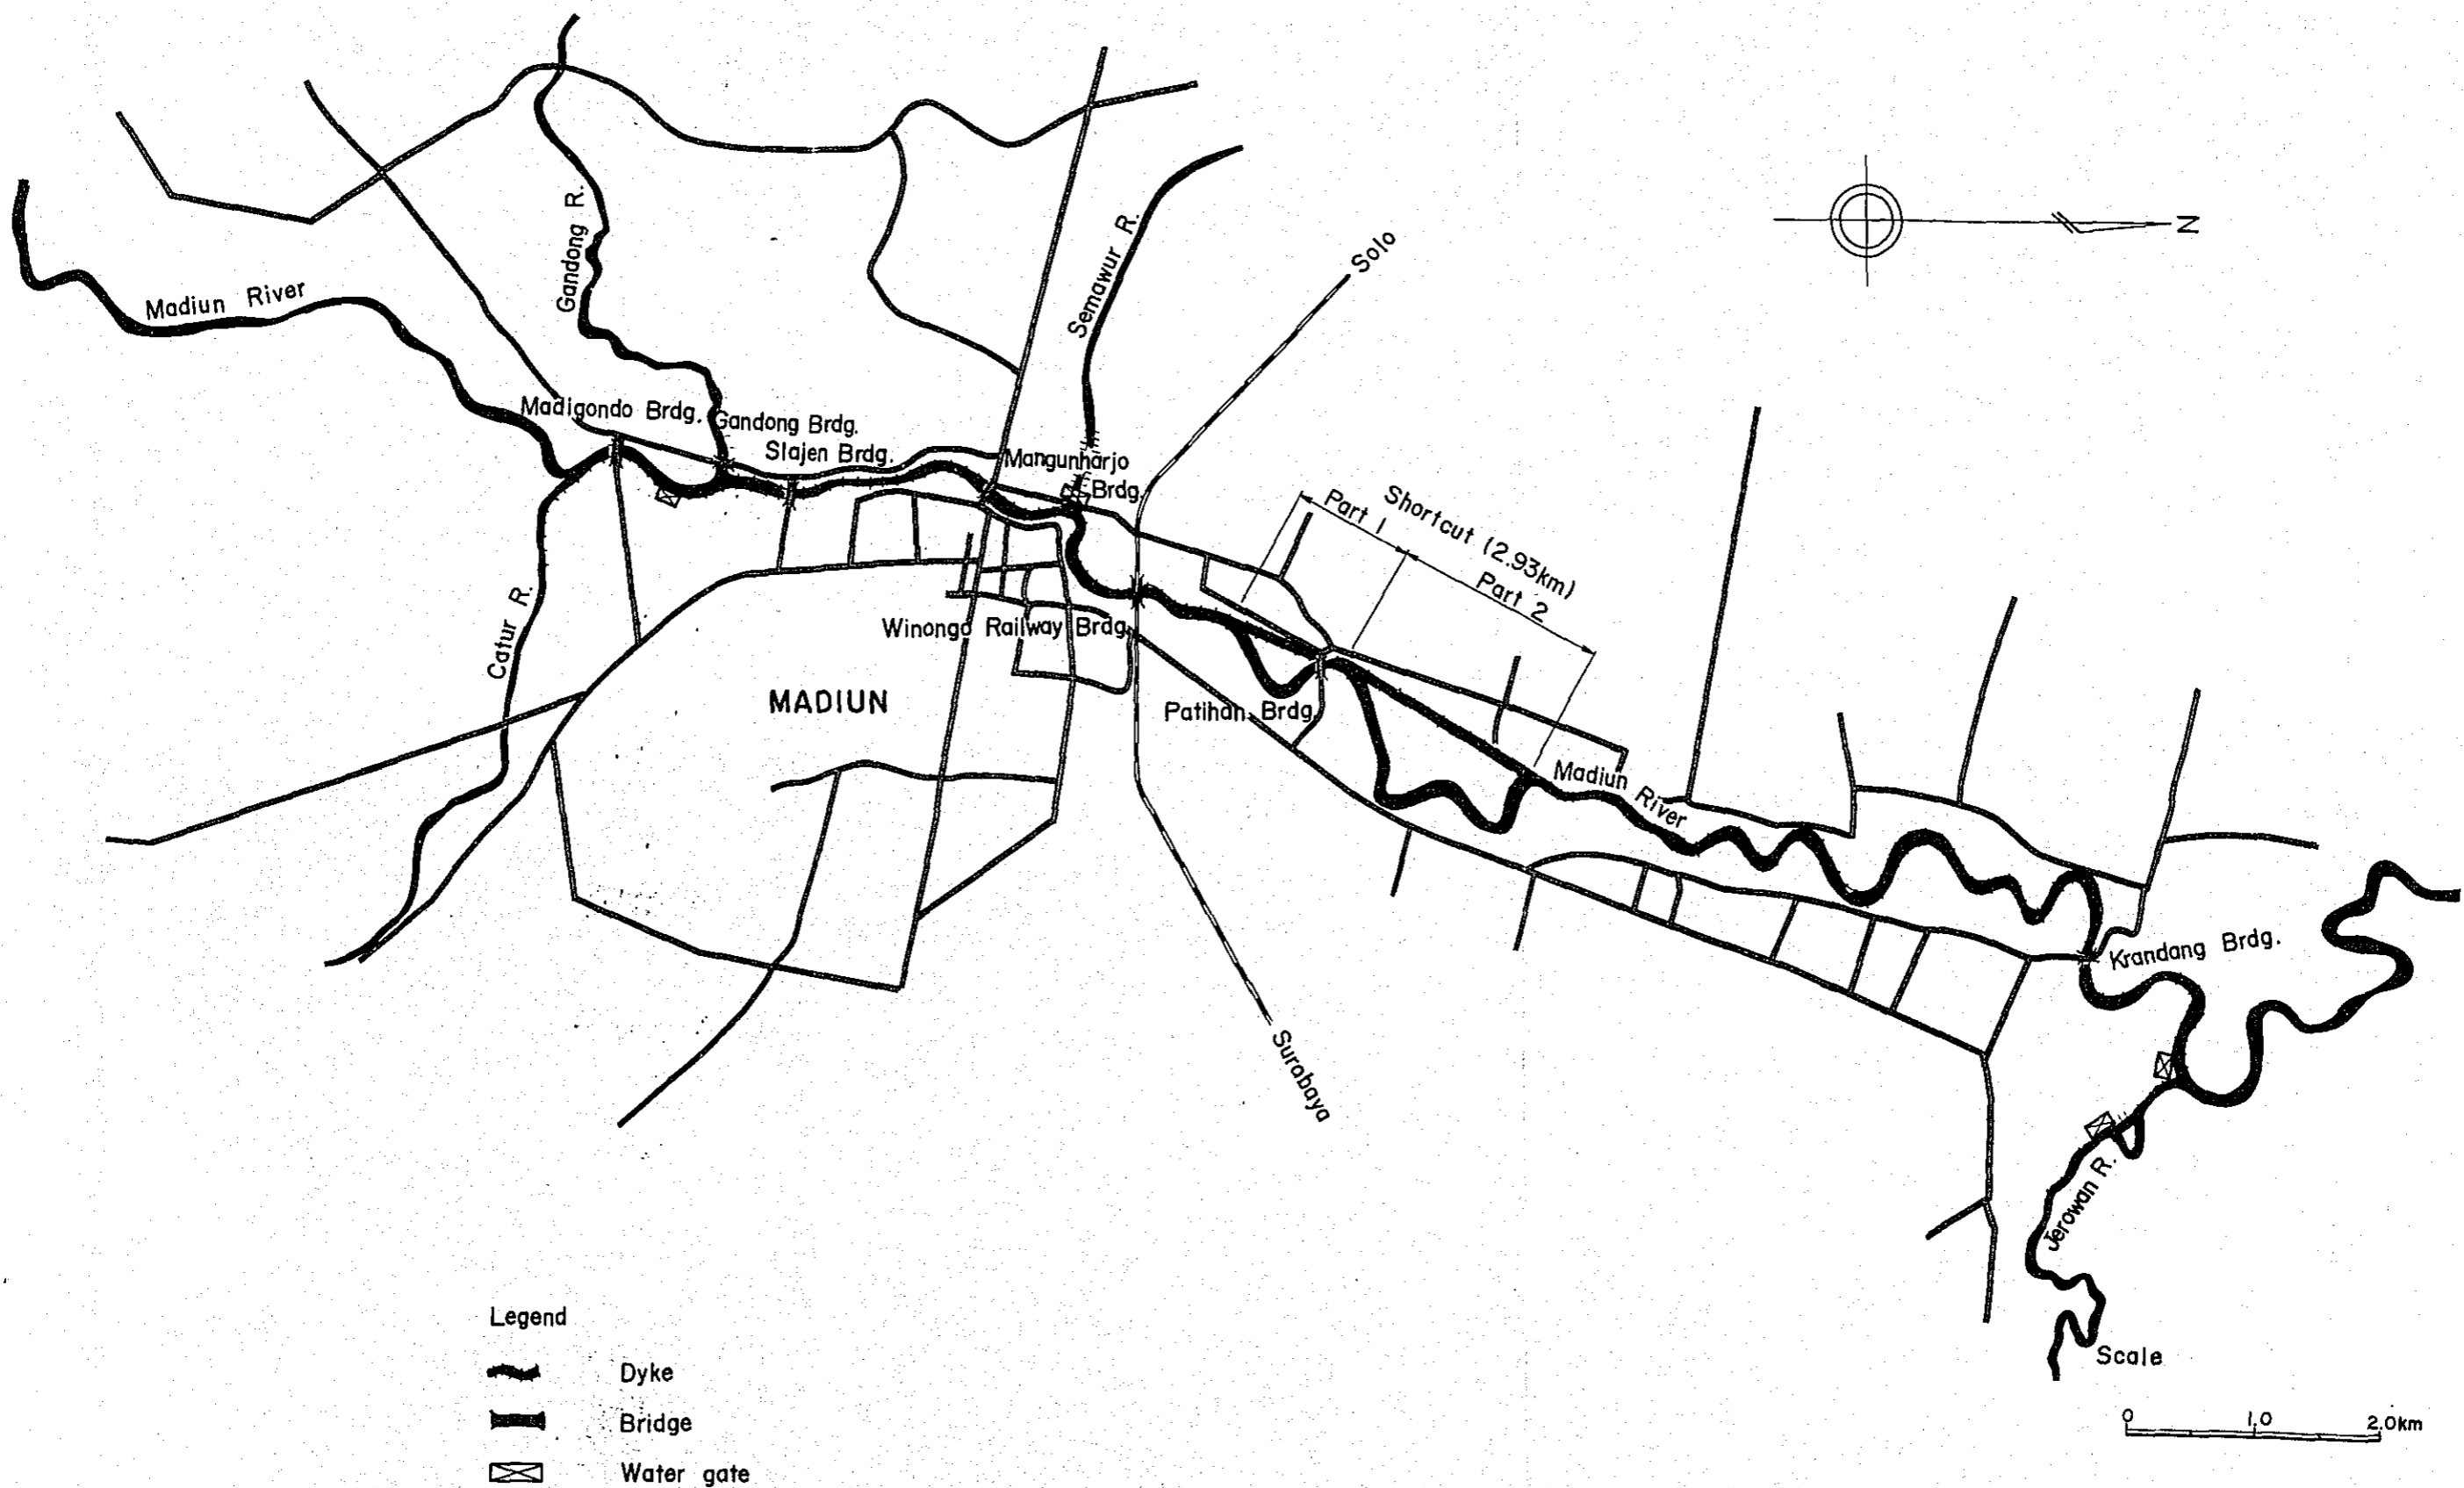 N
Solo
Gandong R.
Semawur R.
Madiun River
Madigondo Brdg.
Gandong Brdg.
Slajen Brdg.
Mangunharjo
Brdg.
Shortcut (2.93km)
Part 1
Part 2
Catur R.
Winongo Railway Brdg.
MADIUN
Patihan Brdg.
Madiun River
Krandang Brdg.
Surabaya
Jerowan R.
Legend
Dyke
Bridge
Water gate
Scale
0 1.0 2.0km